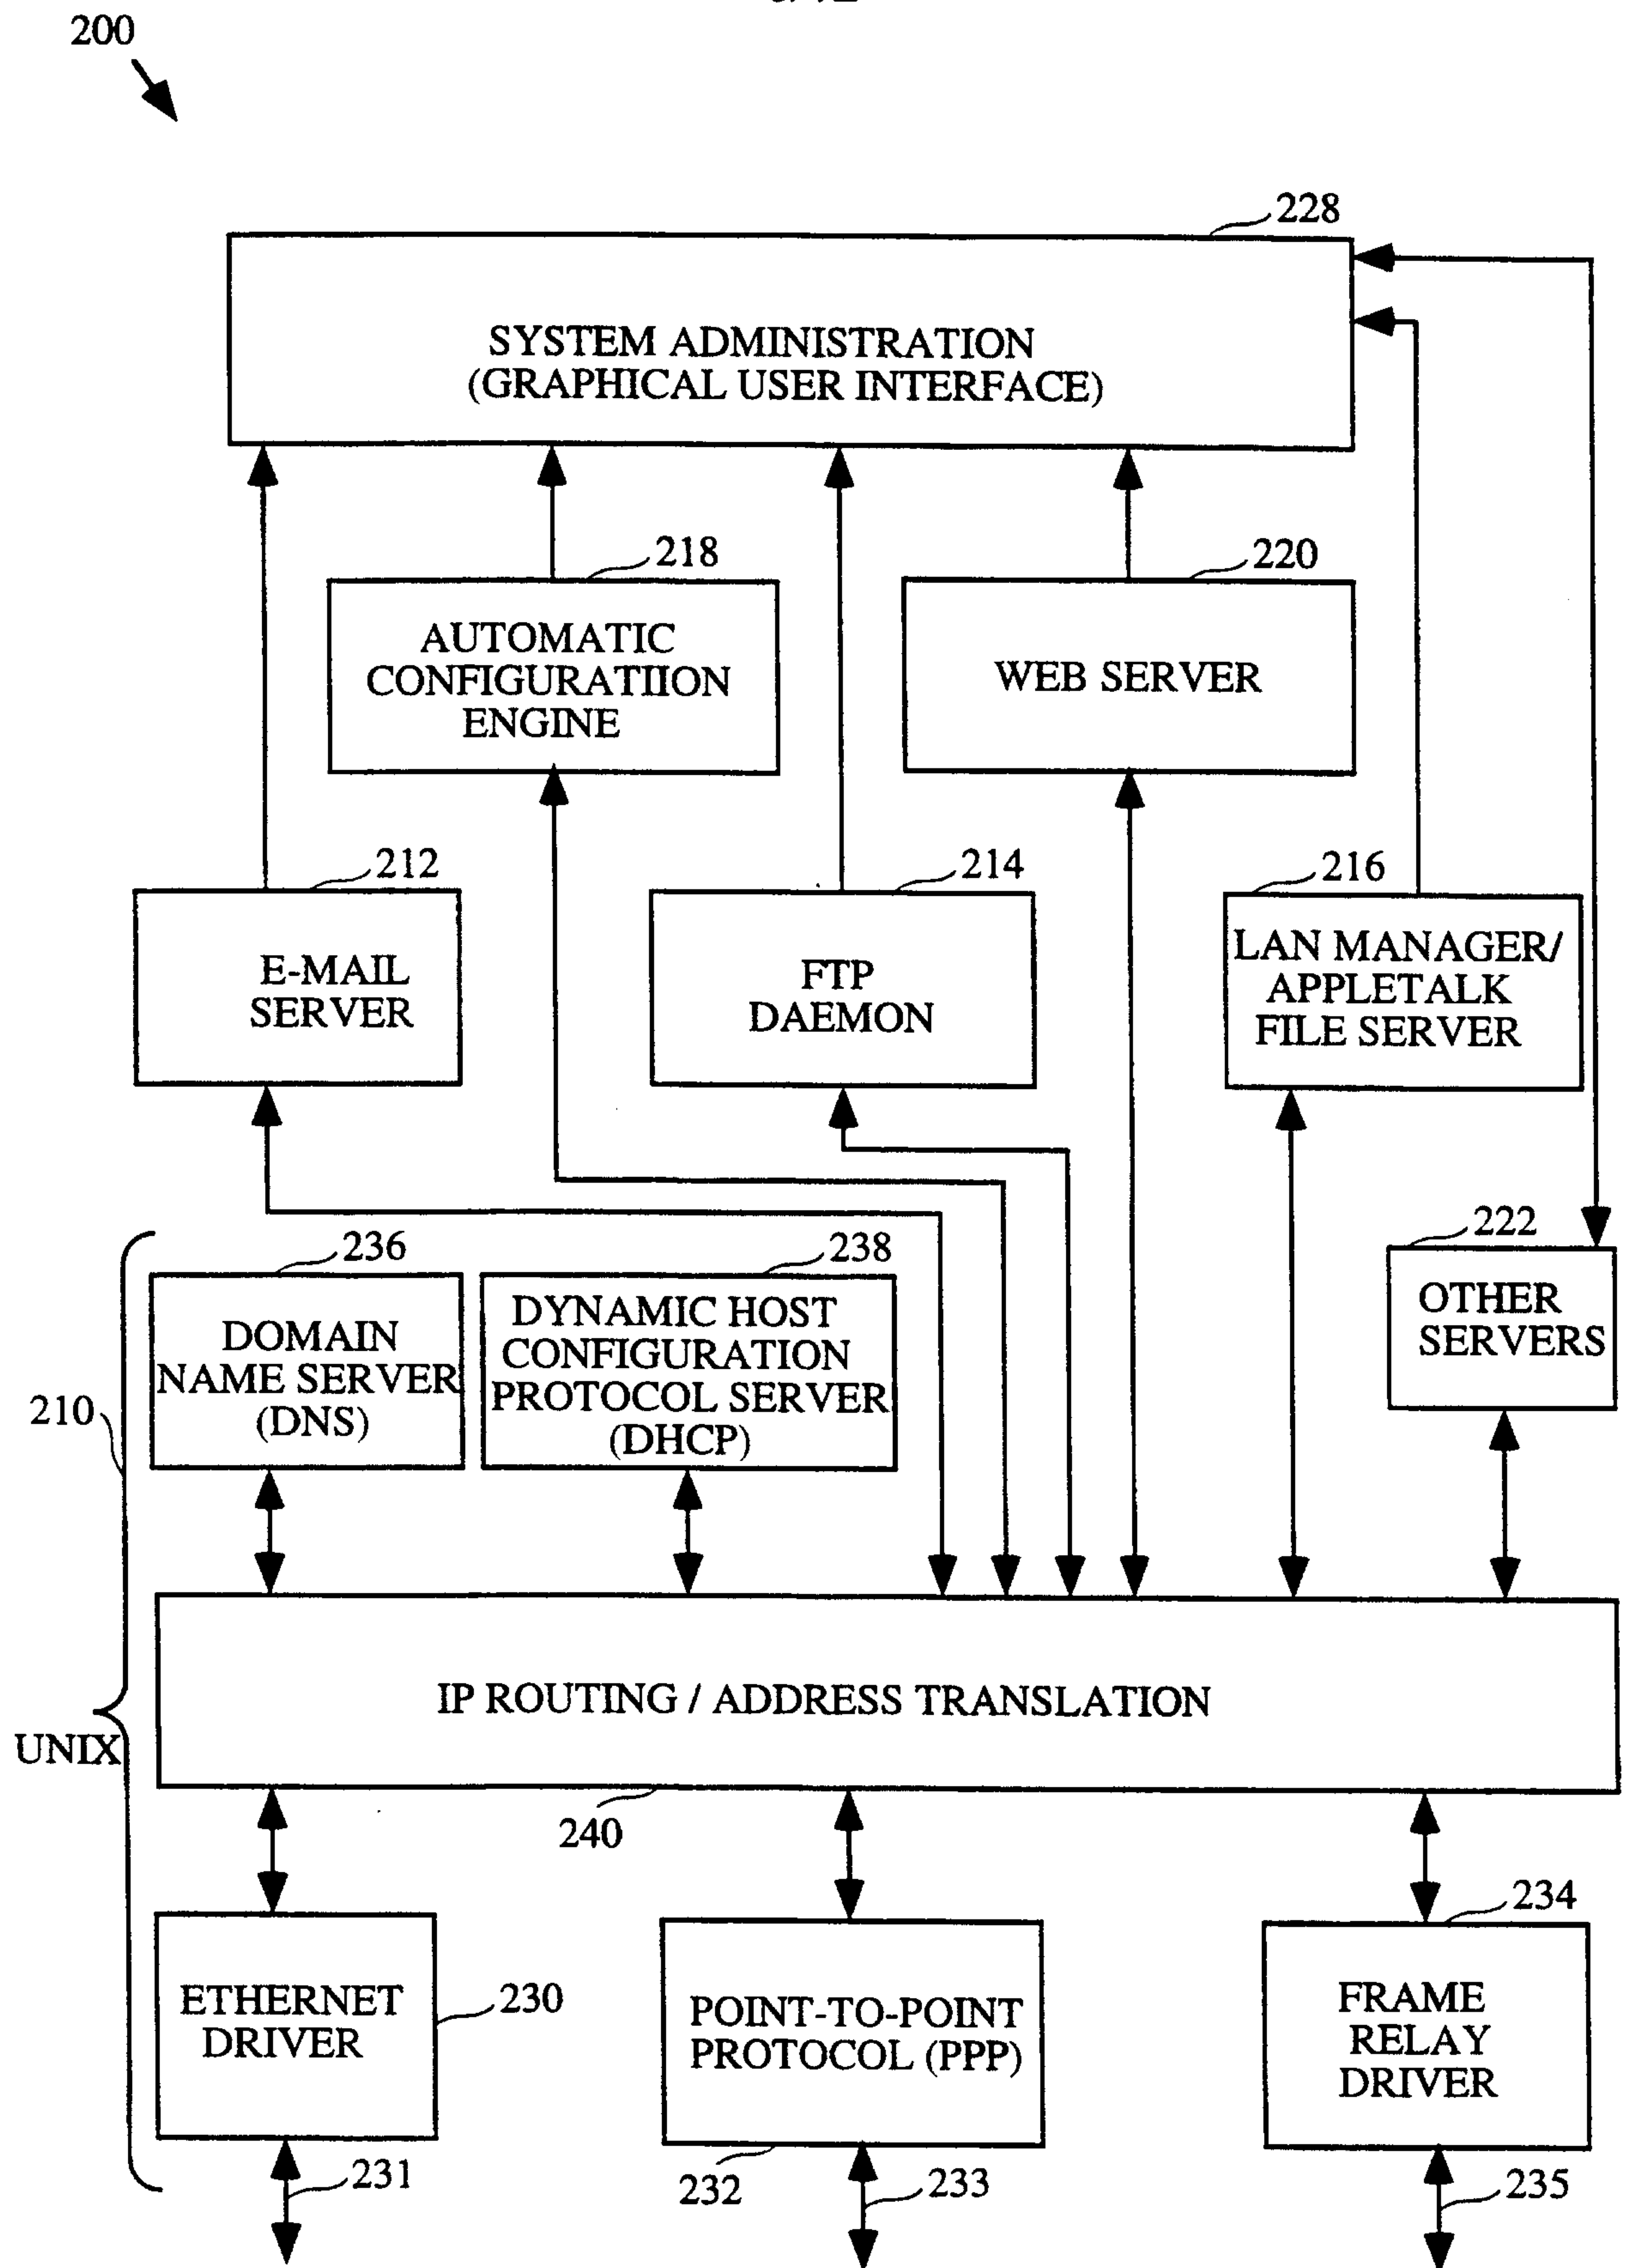 200
228
SYSTEM ADMINISTRATION
(GRAPHICAL USER INTERFACE)
218
220
AUTOMATIC
CONFIGURATIION
ENGINE
WEB SERVER
212
214
216
E-MAIL
SERVER
FTP
DAEMON
LAN MANAGER/
APPLETALK
FILE SERVER
222
236
238
OTHER
SERVERS
DOMAIN
NAME SERVER
(DNS)
DYNAMIC HOST
CONFIGURATION
PROTOCOL SERVER
(DHCP)
210
IP ROUTING / ADDRESS TRANSLATION
UNIX
240
234
ETHERNET
DRIVER
230
POINT-TO-POINT
PROTOCOL (PPP)
FRAME
RELAY
DRIVER
231
232
233
235